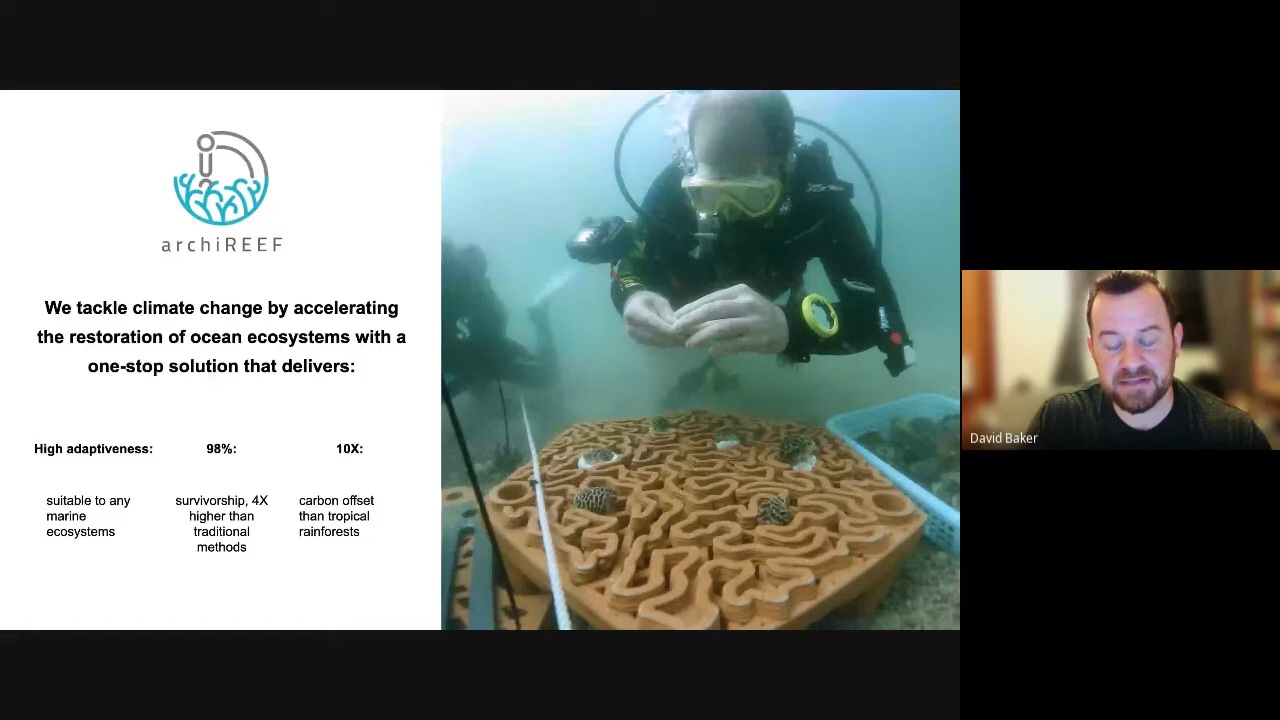 archiREEF
We tackle climate change by accelerating
the restoration of ocean ecosystems with a
one-stop solution that delivers:
High adaptiveness:
suitable to any
marine
ecosystems
98%:
survivorship, 4X
higher than
traditional
methods
10X:
carbon offset
than tropical
rainforests
David Baker